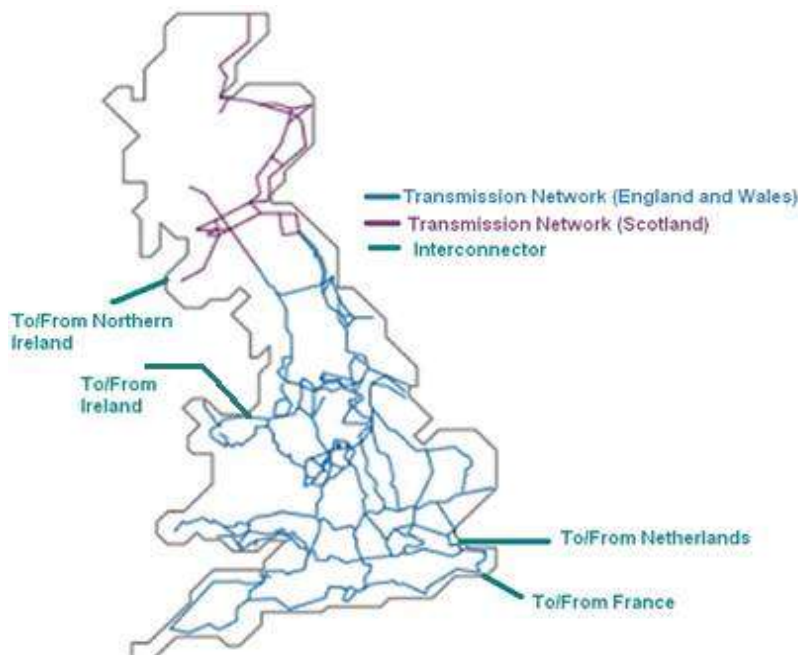 Transmission Network (England and Wales)
Transmission Network (Scotland)
Interconnector
To/From Northern
Ireland
To/From
Ireland
To/From Netherlands
To/From France